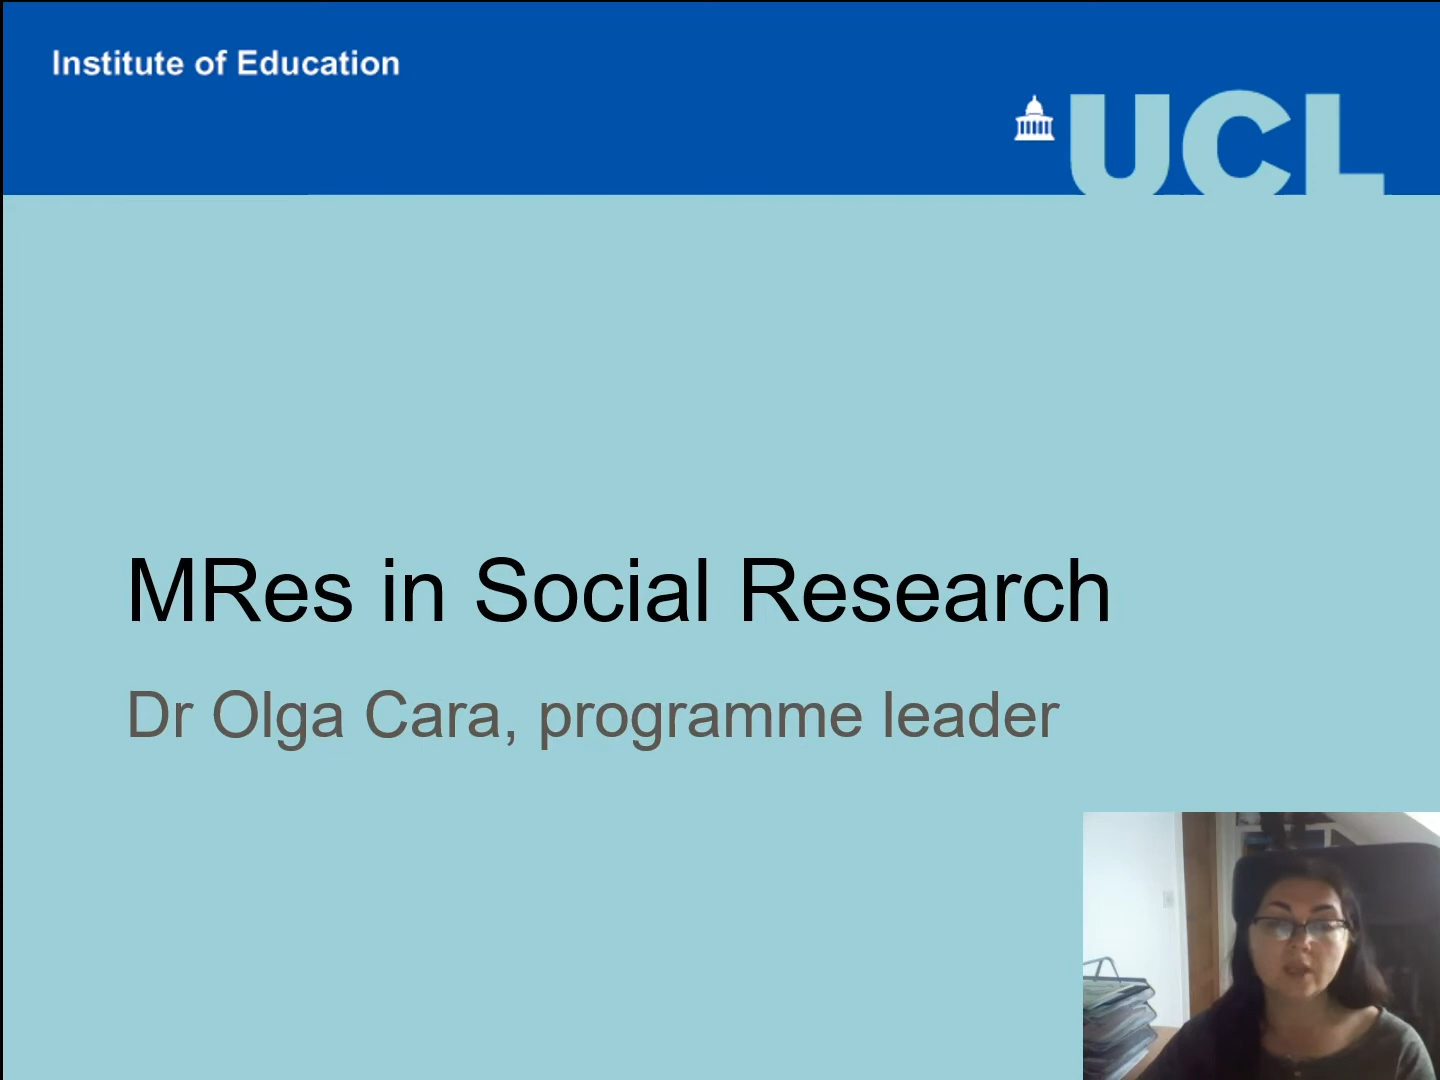 Institute of Education
UCL
MRes in Social Research
Dr Olga Cara, programme leader